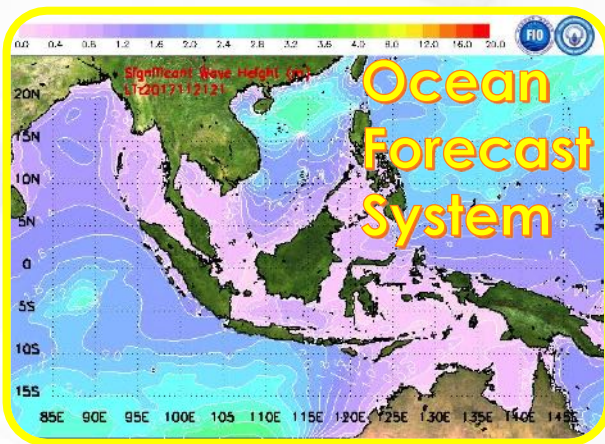 0.0 0.4 0.8 1.2 1.6 2.0 2.4 2.8 3.2 3.6 4.0 8.0 12.0 16.0 20.0
FIO
Significant Wave Height (m)
LT:2017112121
Ocean
Forecast
System
20N
15N
10N
5N
0
5S
10S
15S
85E 90E 95E 100E 105 110E 115E 120E 125E 130E 135E 140E 145E